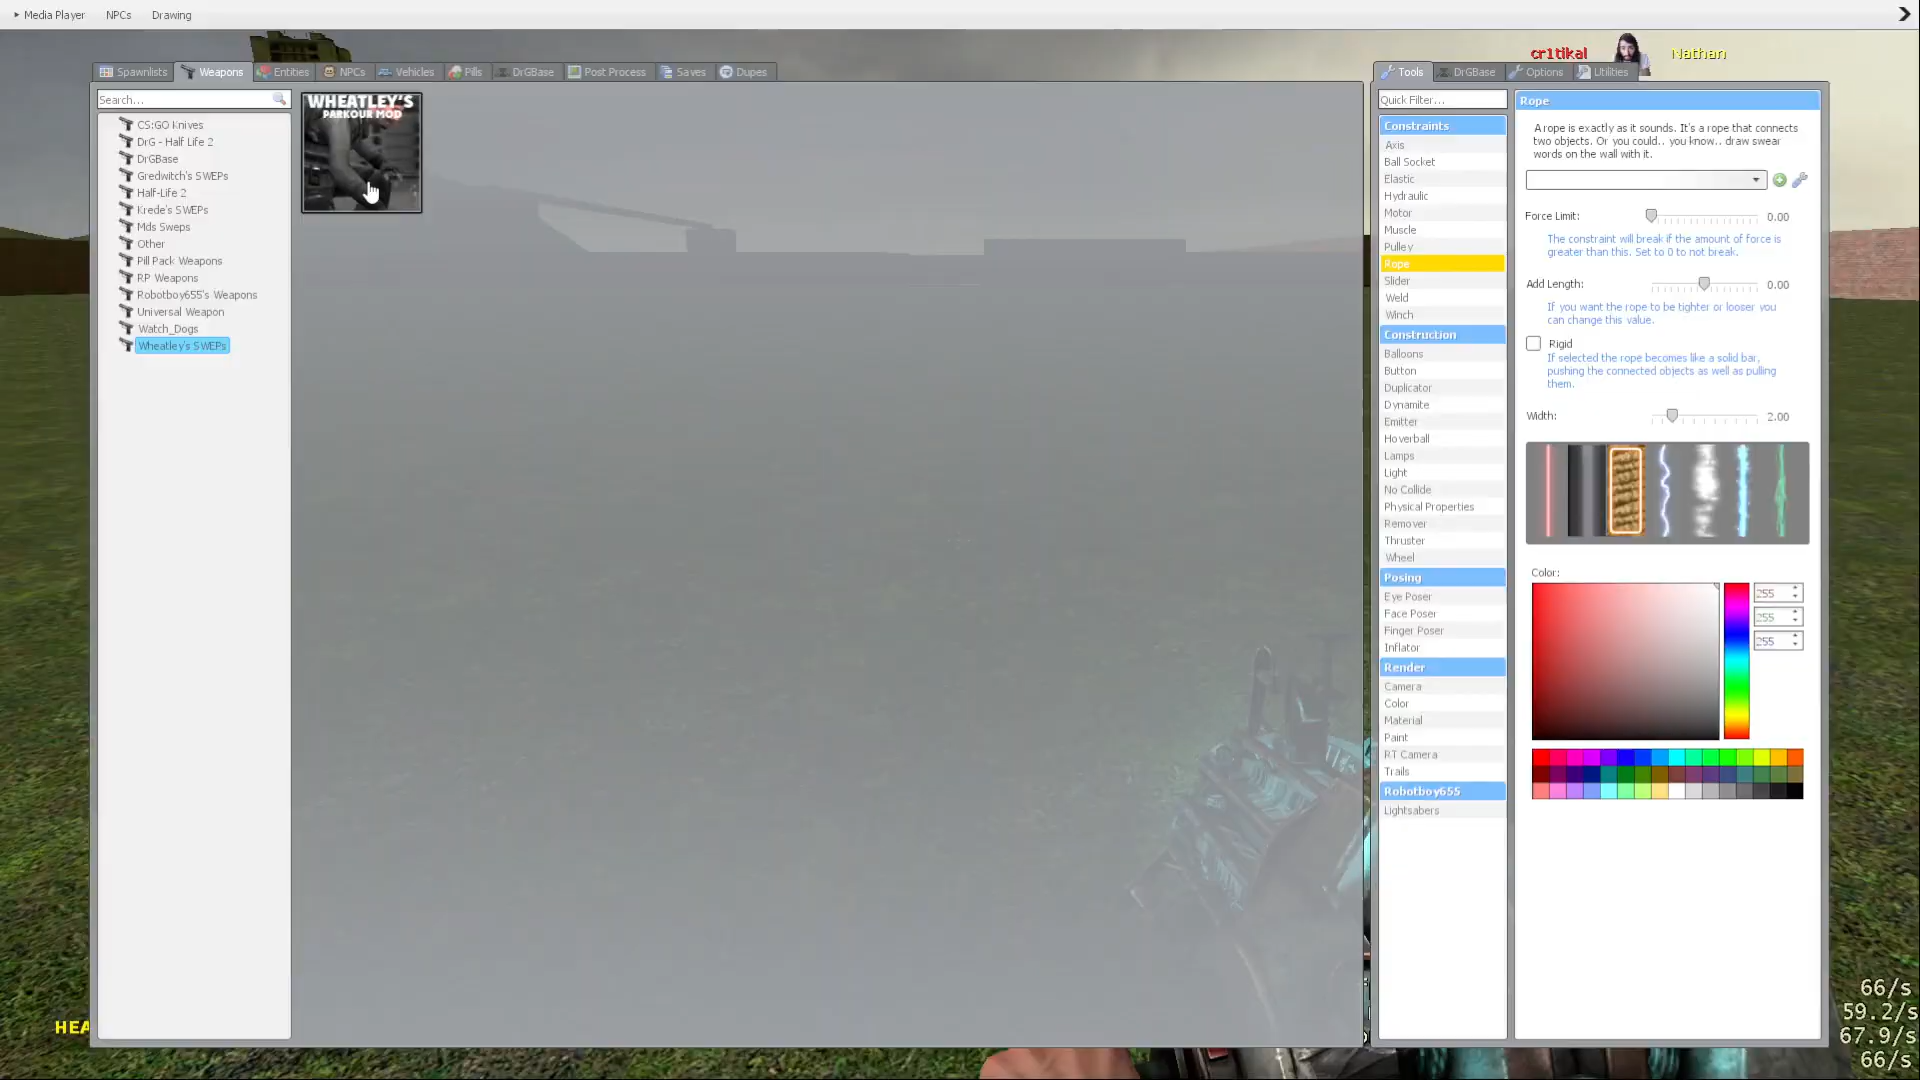 Media Player NPCs Drawing
cr1tikal Nathan
Spawnlists Weapons Entities NPCs Vehicles Pills DrGBase Post Process Saves Dupes
Search...
CS:GO Knives
DrG - Half Life 2
DrGBase
Gredwitch's SWEPs
Half-Life 2
Krede's SWEPs
Mds Sweps
Other
Pill Pack Weapons
RP Weapons
Robotboy655's Weapons
Universal Weapon
Watch_Dogs
Wheatley's SWEPs
WHEATLEY'S
PARKOUR MOD
HEA
Tools DrGBase Options Utilities
Quick Filter...
Constraints
Axis
Ball Socket
Elastic
Hydraulic
Motor
Muscle
Pulley
Rope
Slider
Weld
Winch
Construction
Balloons
Button
Duplicator
Dynamite
Emitter
Hoverball
Lamps
Light
No Collide
Physical Properties
Remover
Thruster
Wheel
Posing
Eye Poser
Face Poser
Finger Poser
Inflator
Render
Camera
Color
Material
Paint
RT Camera
Trails
Robotboy655
Lightsabers
Rope
A rope is exactly as it sounds. It's a rope that connects
two objects. Or you could.. you know.. draw swear
words on the wall with it.
Force Limit: 0.00
The constraint will break if the amount of force is
greater than this. Set to 0 to not break.
Add Length: 0.00
If you want the rope to be tighter or looser you
can change this value.
Rigid
If selected the rope becomes like a solid bar,
pushing the connected objects as well as pulling
them.
Width: 2.00
Color:
255
255
255
66/s
59.2/s
67.9/s
66/s